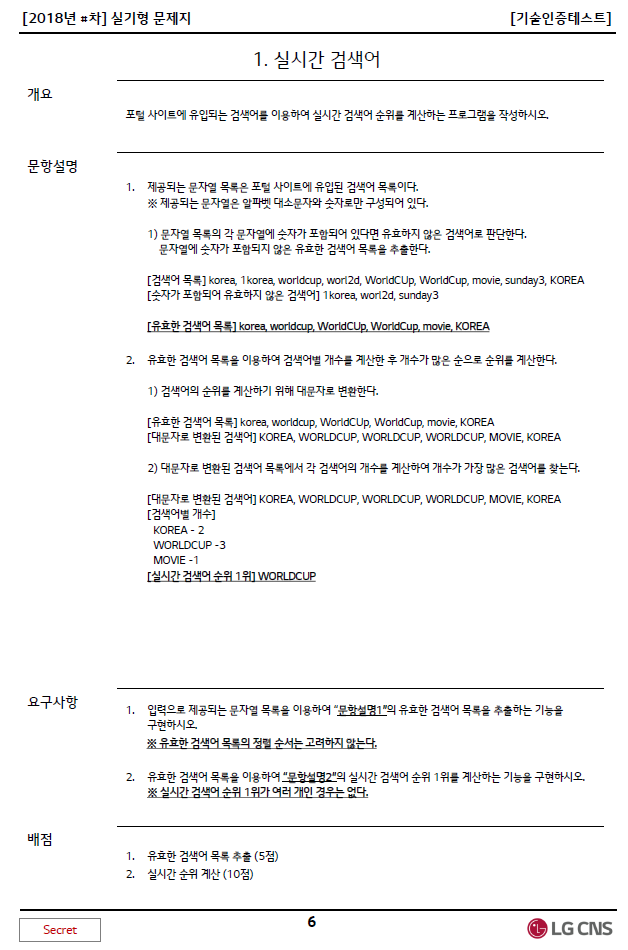 [2018년 #차] 실기형 문제지
[기술인증테스트]
1. 실시간 검색어
개요
포털 사이트에 유입되는 검색어를 이용하여 실시간 검색어 순위를 계산하는 프로그램을 작성하시오.
문항설명
1. 제공되는 문자열 목록은 포털 사이트에 유입된 검색어 목록이다.
※ 제공되는 문자열은 알파벳 대소문자와 숫자로만 구성되어 있다.
1) 문자열 목록의 각 문자열에 숫자가 포함되어 있다면 유효하지 않은 검색어로 판단한다.
문자열에 숫자가 포함되지 않은 유효한 검색어 목록을 추출한다.
[검색어 목록] korea, 1korea, worldcup, worl2d, WorldCUp, WorldCup, movie, sunday3, KOREA
[숫자가 포함되어 유효하지 않은 검색어] 1korea, worl2d, sunday3
[유효한 검색어 목록] korea, worldcup, WorldCUp, WorldCup, movie, KOREA
2. 유효한 검색어 목록을 이용하여 검색어별 개수를 계산한 후 개수가 많은 순으로 순위를 계산한다.
1) 검색어의 순위를 계산하기 위해 대문자로 변환한다.
[유효한 검색어 목록] korea, worldcup, WorldCUp, WorldCup, movie, KOREA
[대문자로 변환된 검색어] KOREA, WORLDCUP, WORLDCUP, WORLDCUP, MOVIE, KOREA
2) 대문자로 변환된 검색어 목록에서 각 검색어의 개수를 계산하여 개수가 가장 많은 검색어를 찾는다.
[대문자로 변환된 검색어] KOREA, WORLDCUP, WORLDCUP, WORLDCUP, MOVIE, KOREA
[검색어별 개수]
KOREA - 2
WORLDCUP -3
MOVIE -1
[실시간 검색어 순위 1위] WORLDCUP
요구사항
1. 입력으로 제공되는 문자열 목록을 이용하여 “문항설명1”의 유효한 검색어 목록을 추출하는 기능을
구현하시오.
※ 유효한 검색어 목록의 정렬 순서는 고려하지 않는다.
2. 유효한 검색어 목록을 이용하여 “문항설명2”의 실시간 검색어 순위 1위를 계산하는 기능을 구현하시오.
※ 실시간 검색어 순위 1위가 여러 개인 경우는 없다.
배점
1. 유효한 검색어 목록 추출 (5점)
2. 실시간 순위 계산 (10점)
Secret
6
LG CNS